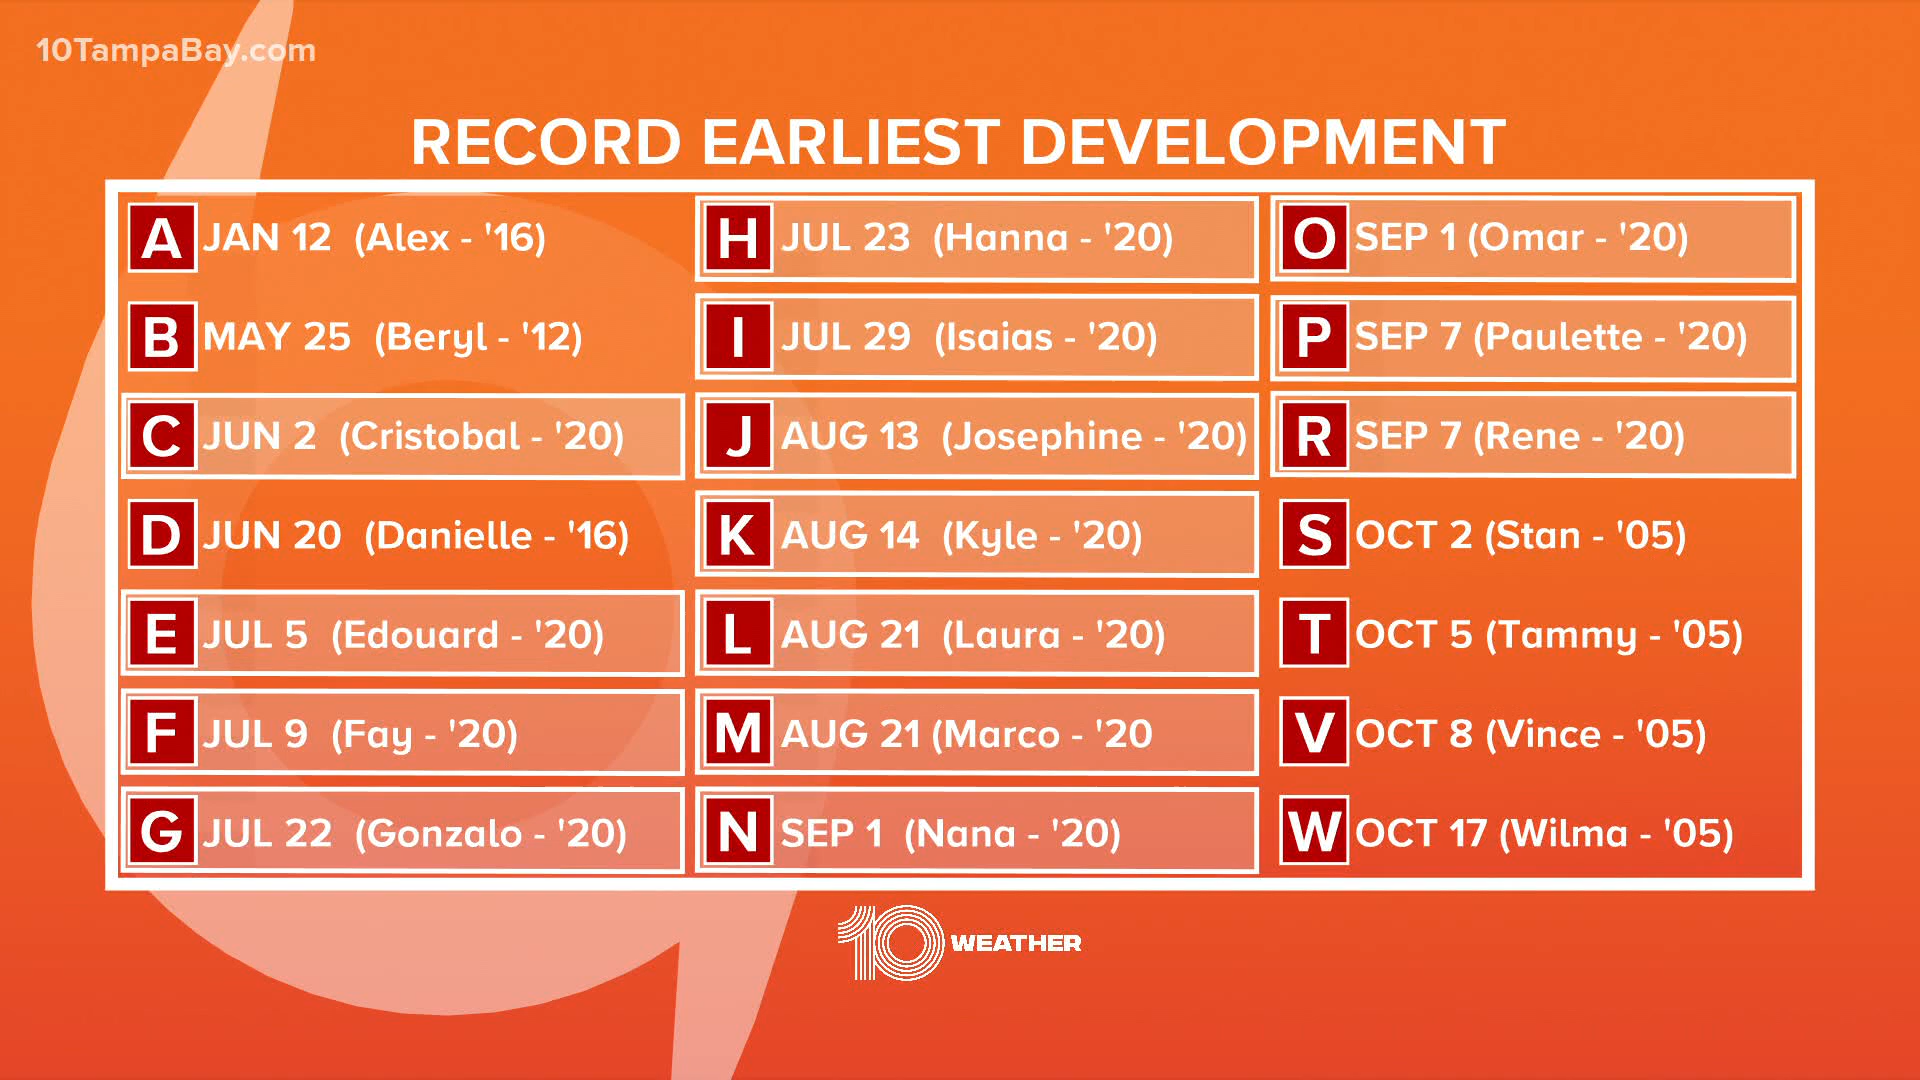 10TampaBay.com
RECORD EARLIEST DEVELOPMENT
A JAN 12 (Alex - '16)
B MAY 25 (Beryl - '12)
C JUN 2 (Cristobal - '20)
D JUN 20 (Danielle - '16)
E JUL 5 (Edouard - '20)
F JUL 9 (Fay - '20)
G JUL 22 (Gonzalo - '20)
H JUL 23 (Hanna - '20)
I JUL 29 (Isaias - '20)
J AUG 13 (Josephine - '20)
K AUG 14 (Kyle - '20)
L AUG 21 (Laura - '20)
M AUG 21 (Marco - '20
N SEP 1 (Nana - '20)
O SEP 1 (Omar - '20)
P SEP 7 (Paulette - '20)
R SEP 7 (Rene - '20)
S OCT 2 (Stan - '05)
T OCT 5 (Tammy - '05)
V OCT 8 (Vince - '05)
W OCT 17 (Wilma - '05)
10 WEATHER